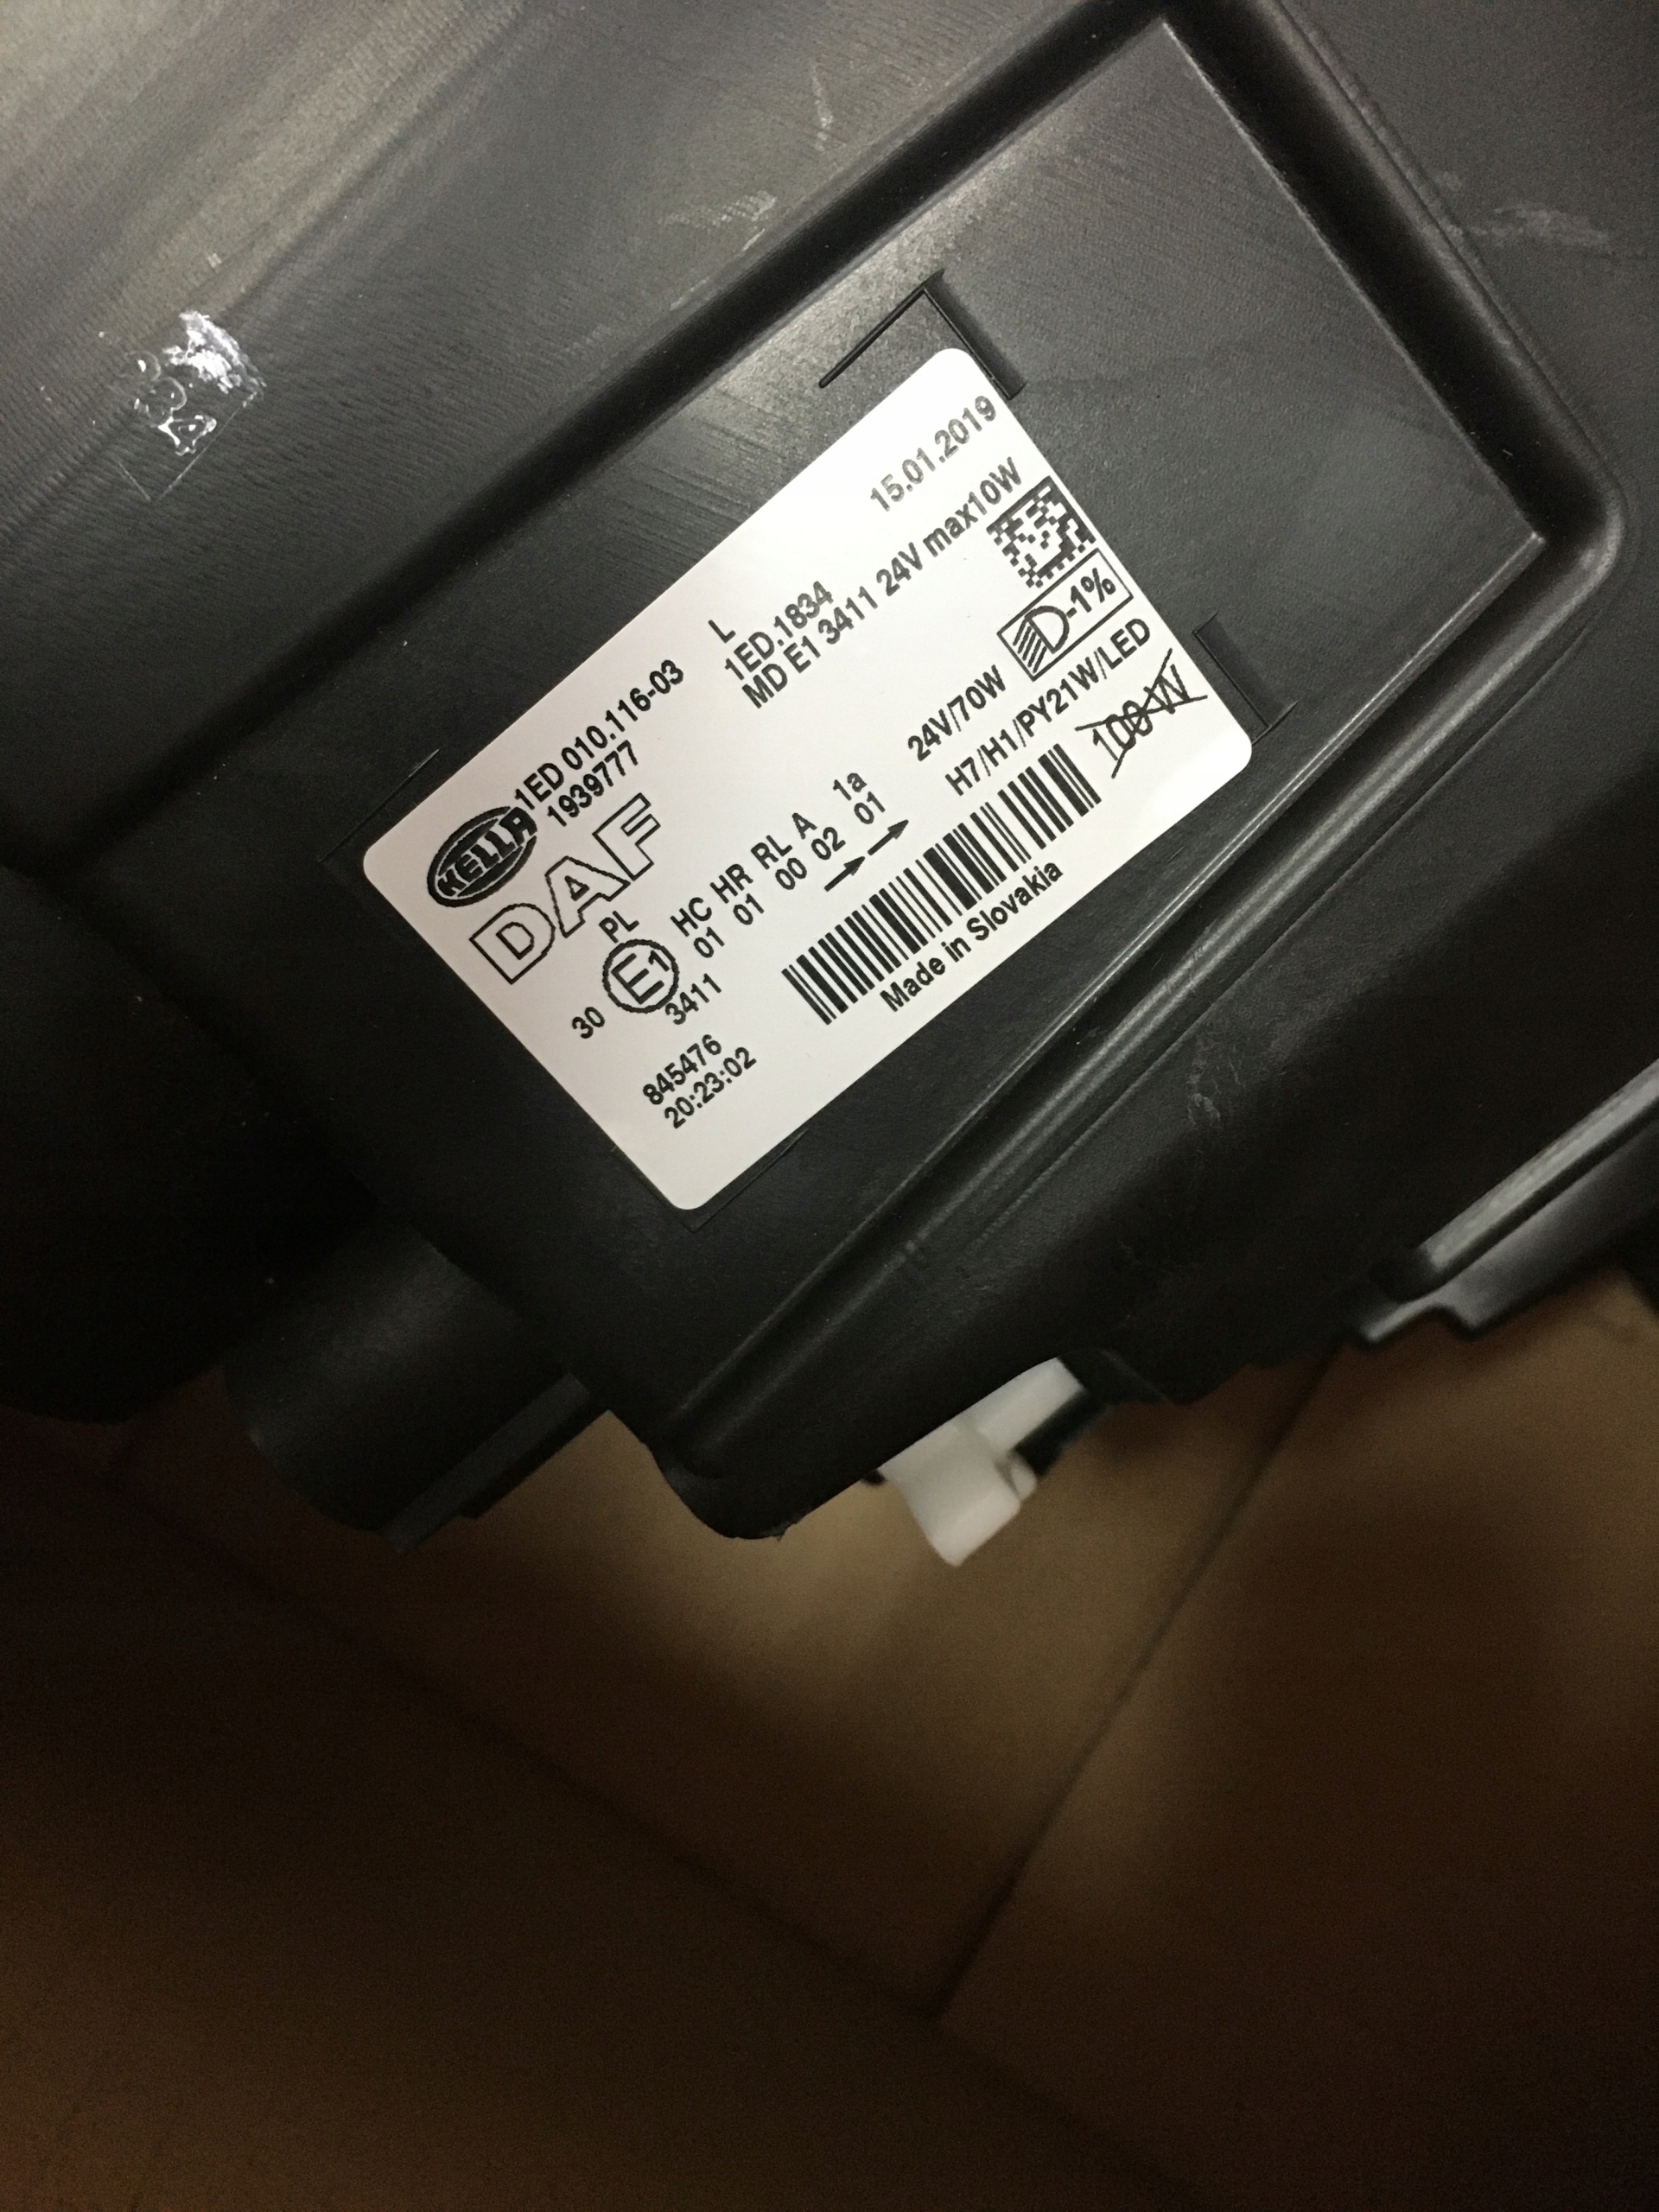 HELLA
1ED 010.116-03
L
15.01.2019
1939777
1ED.1834
DAF
MD E1 3411 24V max10W
30
PL
E1
HC HR RL A 1a
24V/70W
-1%
3411
01 01 00 02 01
H7/H1/PY21W/LED
845476
20:23:02
100 W
Made in Slovakia